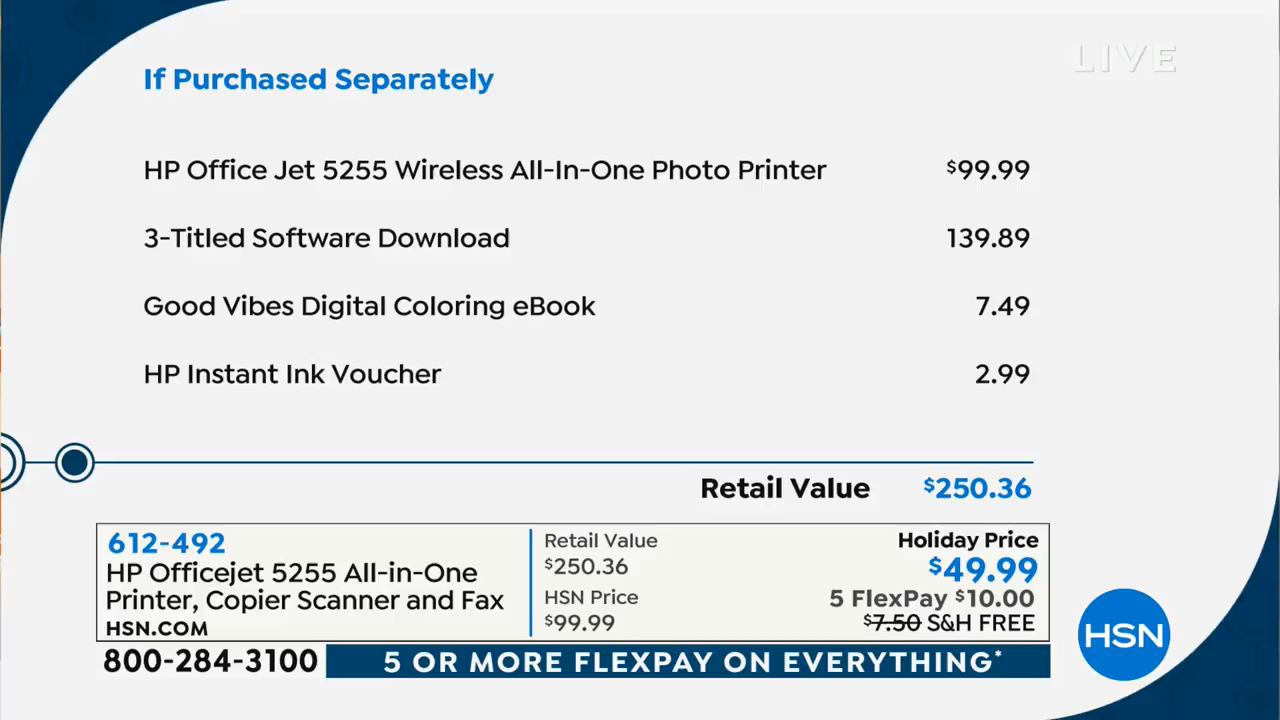 LIVE
If Purchased Separately
HP Office Jet 5255 Wireless All-In-One Photo Printer $99.99
3-Titled Software Download 139.89
Good Vibes Digital Coloring eBook 7.49
HP Instant Ink Voucher 2.99
Retail Value $250.36
612-492
HP Officejet 5255 All-in-One
Printer, Copier Scanner and Fax
HSN.COM
Retail Value
$250.36
HSN Price
$99.99
Holiday Price
$49.99
5 FlexPay $10.00
$7.50 S&H FREE
HSN
800-284-3100 5 OR MORE FLEXPAY ON EVERYTHING*